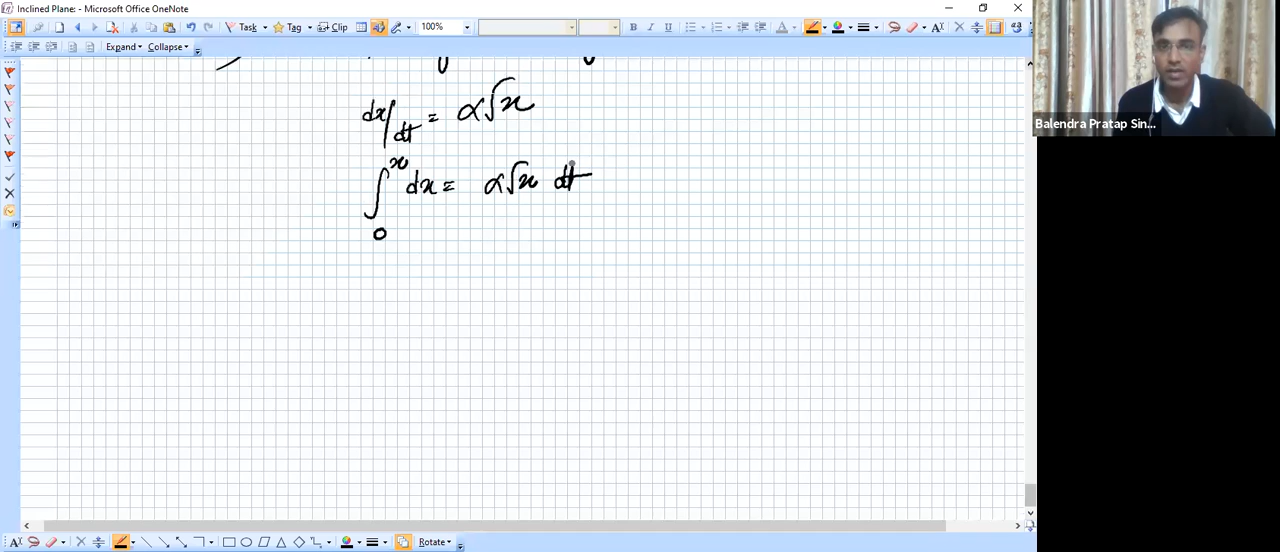 Inclined Plane: - Microsoft Office OneNote
Task Tag Clip 100% B I U
Expand Collapse
dx/dt = α√x
∫₀ˣ dx = α√x dt
Balendra Pratap Sin...
Rotate